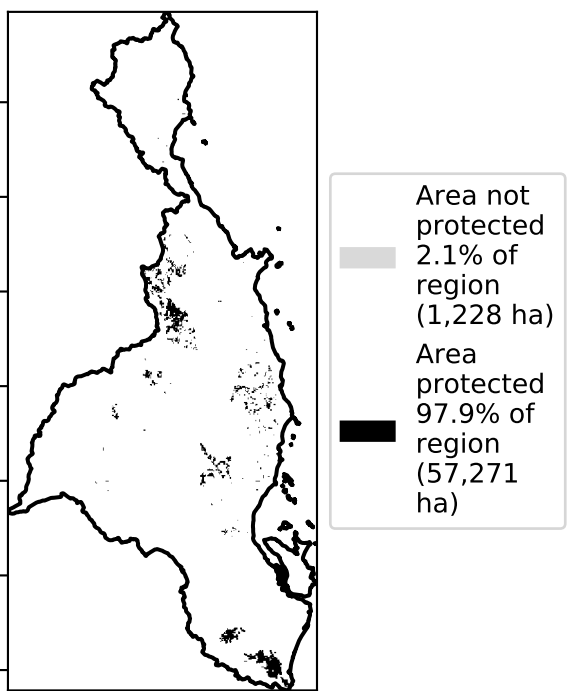 Area not
protected
2.1% of
region
(1,228 ha)
Area
protected
97.9% of
region
(57,271
ha)